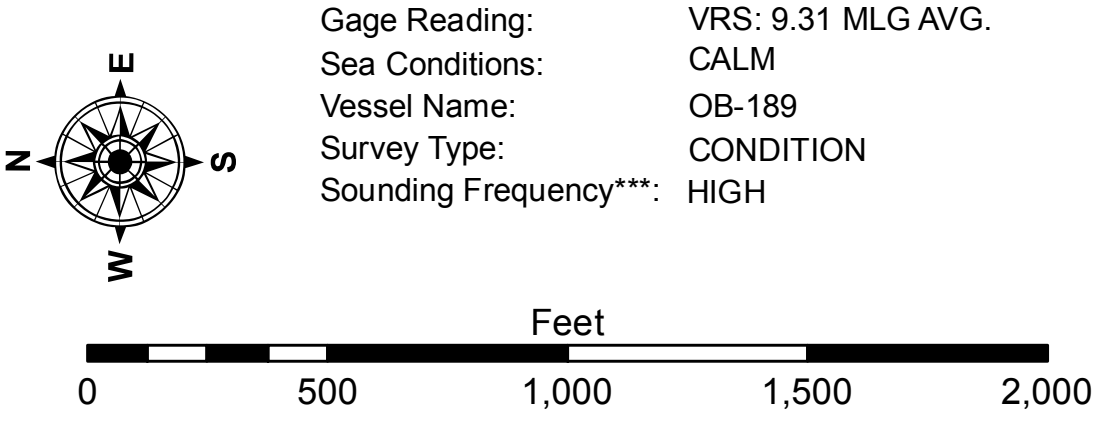 Gage Reading: VRS: 9.31 MLG AVG.
Sea Conditions: CALM
Vessel Name: OB-189
Survey Type: CONDITION
Sounding Frequency***: HIGH
E
N S
W
Feet
0 500 1,000 1,500 2,000